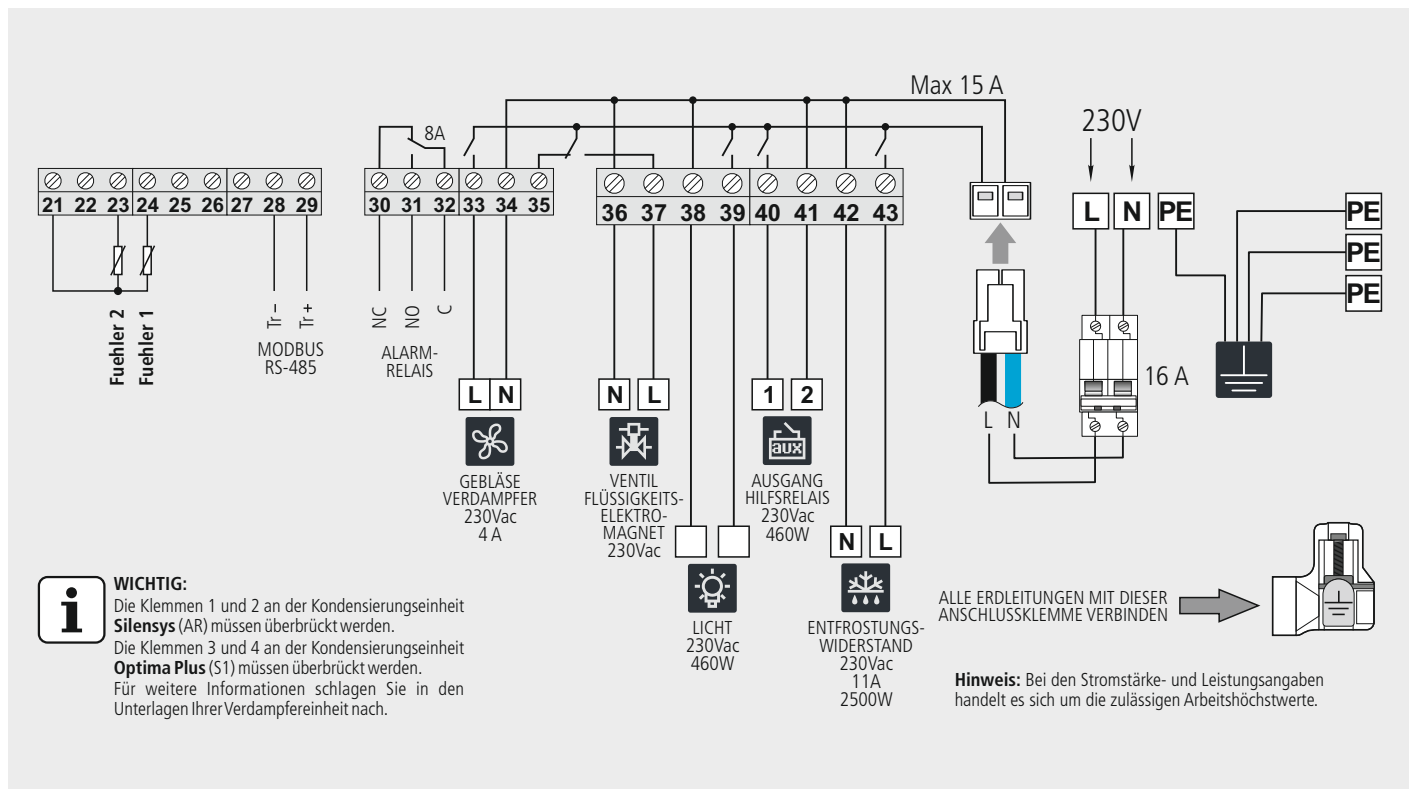 Max 15 A
230V
8A
21 22 23 24 25 26 27 28 29
30 31 32 33 34 35
36 37 38 39 40 41 42 43
L N PE
PE
PE
PE
Fuehler 2
Fuehler 1
Tr –
Tr +
MODBUS
RS-485
NC
NO
C
ALARM-
RELAIS
L N
GEBLÄSE
VERDAMPFER
230Vac
4 A
N L
VENTIL
FLÜSSIGKEITS-
ELEKTRO-
MAGNET
230Vac
1 2
aux
AUSGANG
HILFSRELAIS
230Vac
460W
L N
16 A
LICHT
230Vac
460W
N L
ENTFROSTUNGS-
WIDERSTAND
230Vac
11A
2500W
ALLE ERDLEITUNGEN MIT DIESER
ANSCHLUSSKLEMME VERBINDEN
i
WICHTIG:
Die Klemmen 1 und 2 an der Kondensierungseinheit
Silensys (AR) müssen überbrückt werden.
Die Klemmen 3 und 4 an der Kondensierungseinheit
Optima Plus (S1) müssen überbrückt werden.
Für weitere Informationen schlagen Sie in den
Unterlagen Ihrer Verdampfereinheit nach.
Hinweis: Bei den Stromstärke- und Leistungsangaben
handelt es sich um die zulässigen Arbeitshöchstwerte.